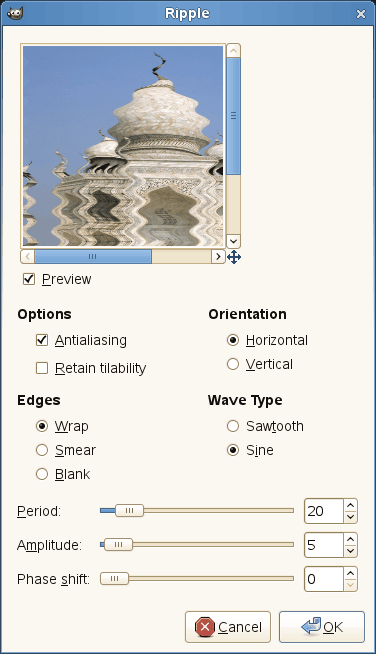 Ripple
Preview
Options
Orientation
Antialiasing
Horizontal
Retain tilability
Vertical
Edges
Wave Type
Wrap
Sawtooth
Smear
Sine
Blank
Period: 20
Amplitude: 5
Phase shift: 0
Cancel OK